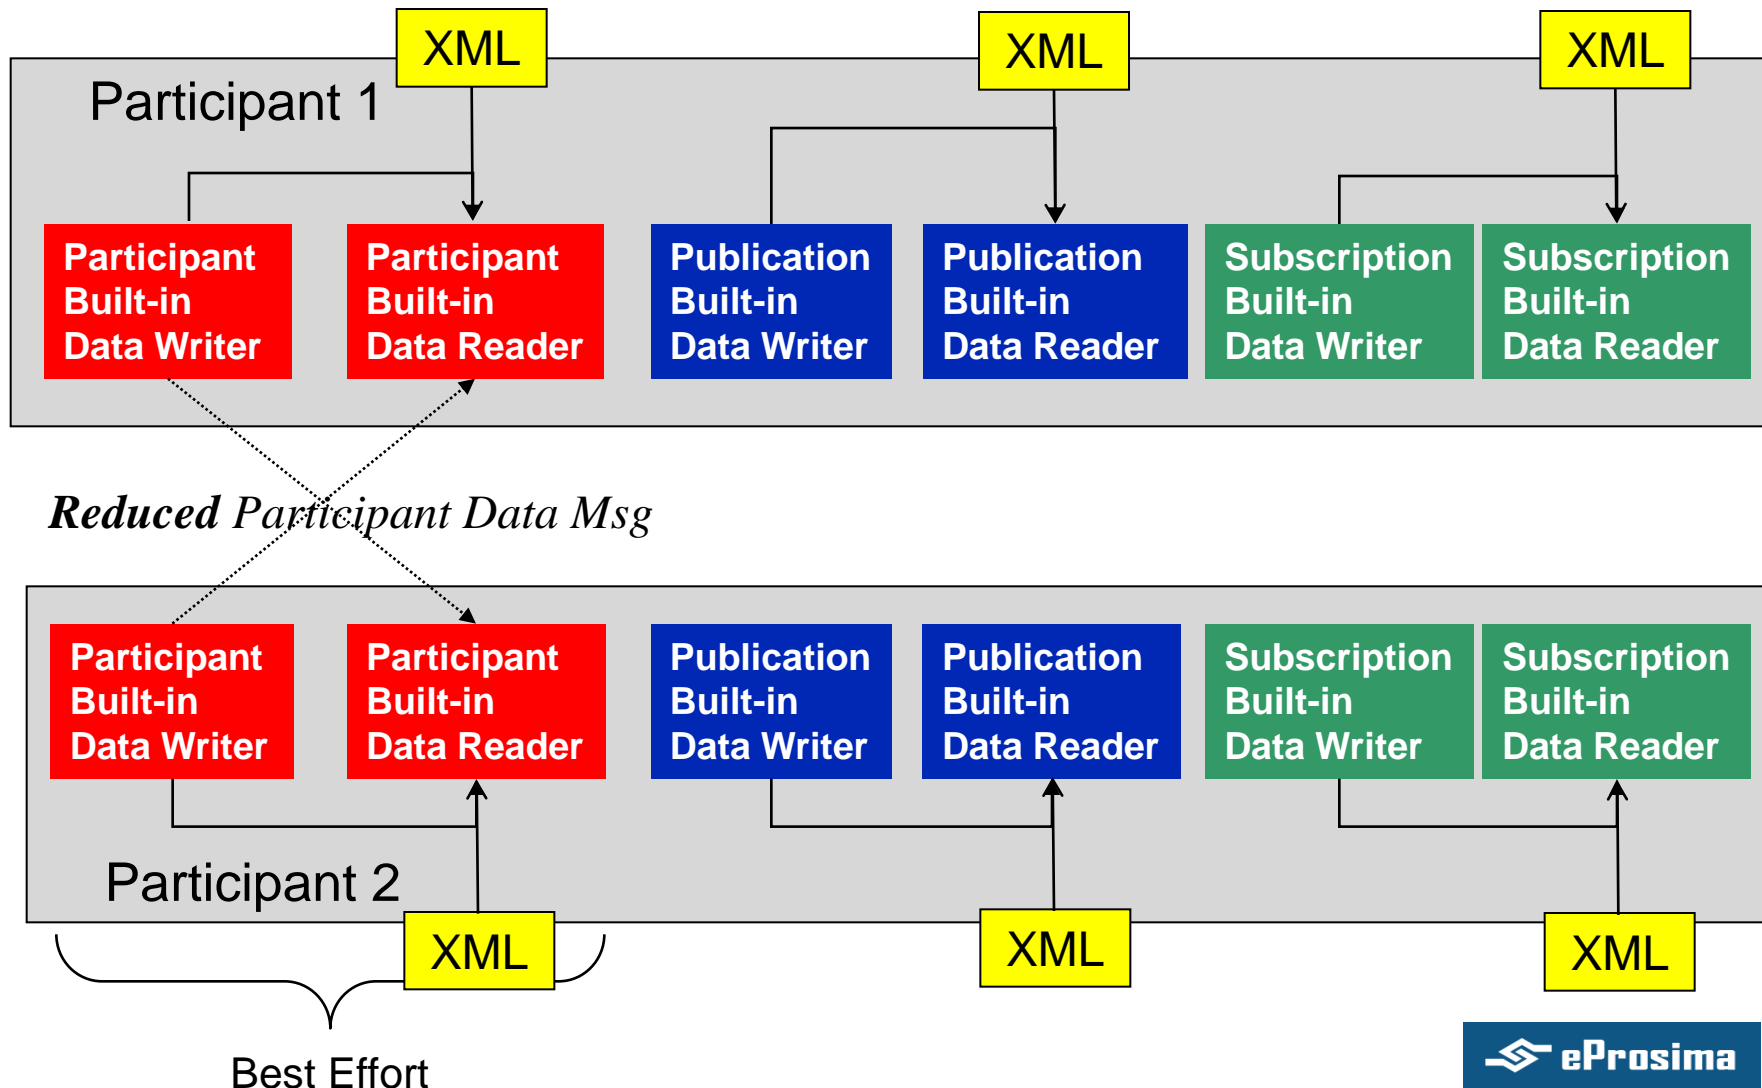 XML
XML
XML
Participant 1
Participant
Built-in
Data Writer
Participant
Built-in
Data Reader
Publication
Built-in
Data Writer
Publication
Built-in
Data Reader
Subscription
Built-in
Data Writer
Subscription
Built-in
Data Reader
Reduced Participant Data Msg
Participant
Built-in
Data Writer
Participant
Built-in
Data Reader
Publication
Built-in
Data Writer
Publication
Built-in
Data Reader
Subscription
Built-in
Data Writer
Subscription
Built-in
Data Reader
Participant 2
XML
XML
XML
Best Effort
eProsima